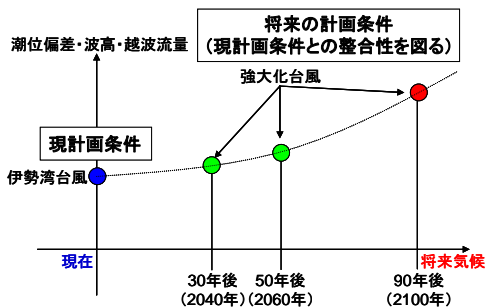 将来の計画条件
(現計画条件との整合性を図る)
潮位偏差・波高・越波流量
強大化台風
現計画条件
伊勢湾台風
現在
将来気候
30年後
(2040年)
50年後
(2060年)
90年後
(2100年)